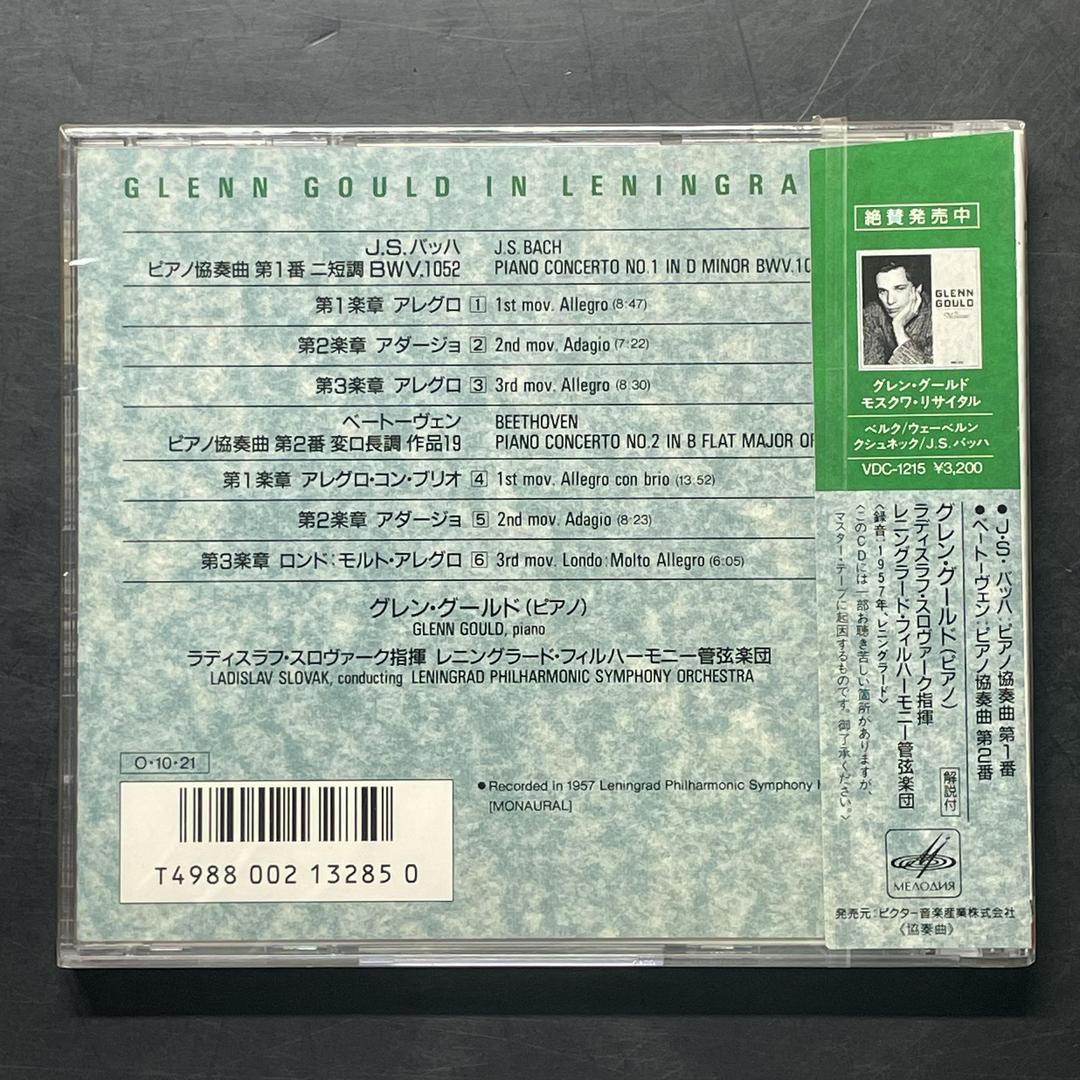 GLENN GOULD IN LENINGRA
J.S.バッハ J.S.BACH
ピアノ協奏曲 第1番 ニ短調 BWV.1052 PIANO CONCERTO NO.1 IN D MINOR BWV.10
第1楽章 アレグロ 1 1st mov. Allegro (8:47)
第2楽章 アダージョ 2 2nd mov. Adagio (7:22)
第3楽章 アレグロ 3 3rd mov. Allegro (8:30)
ベートーヴェン BEETHOVEN
ピアノ協奏曲 第2番 変ロ長調 作品19 PIANO CONCERTO NO.2 IN B FLAT MAJOR OP
第1楽章 アレグロ・コン・ブリオ 4 1st mov. Allegro con brio (13:52)
第2楽章 アダージョ 5 2nd mov. Adagio (8:23)
第3楽章 ロンド:モルト・アレグロ 6 3rd mov. Londo:Molto Allegro (6:05)
グレン・グールド(ピアノ)
GLENN GOULD, piano
ラディスラフ・スロヴァーク指揮 レニングラード・フィルハーモニー管弦楽団
LADISLAV SLOVAK, conducting LENINGRAD PHILHARMONIC SYMPHONY ORCHESTRA
O・10・21
T4988 002 13285 0
●Recorded in 1957 Leningrad Philharmonic Symphony H
[MONAURAL]
絶賛発売中
GLENN
GOULD
グレン・グールド
モスクワ・リサイタル
ベルク/ウェーベルン
クシュネック/J.S.バッハ
VDC-1215 ¥3,200
●J・S・バッハ:ピアノ協奏曲 第1番
●ベートーヴェン:ピアノ協奏曲 第2番
グレン・グールド(ピアノ)
ラディスラフ・スロヴァーク指揮
レニングラード・フィルハーモニー管弦楽団
〈録音:1957年、レニングラード〉
〈このCDには一部お聴き苦しい箇所がありますが、
マスターテープに起因するものです。御了承ください。〉
解説付
МЕЛОДИЯ
発売元:ビクター音楽産業株式会社
《協奏曲》